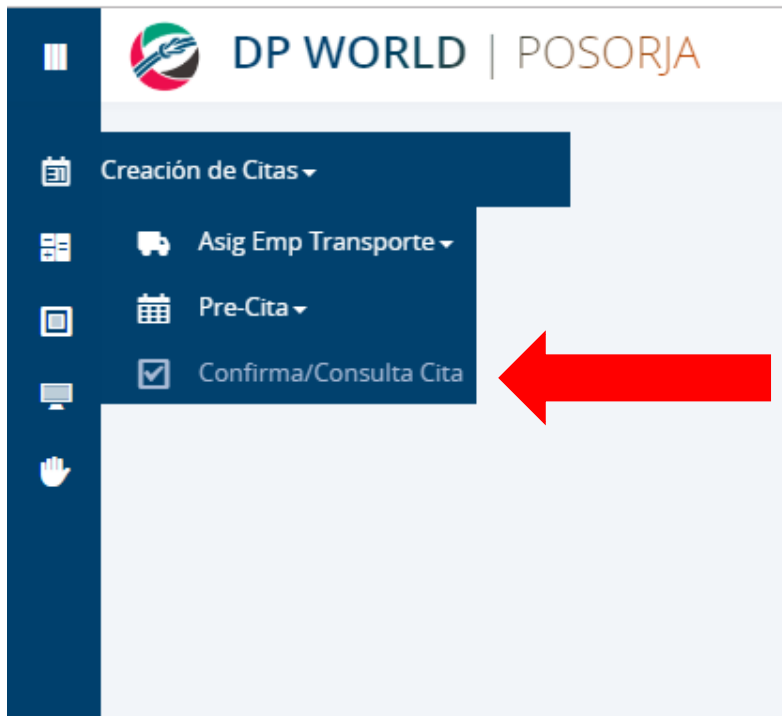 DP WORLD | POSORJA
Creación de Citas
Asig Emp Transporte
Pre-Cita
Confirma/Consulta Cita